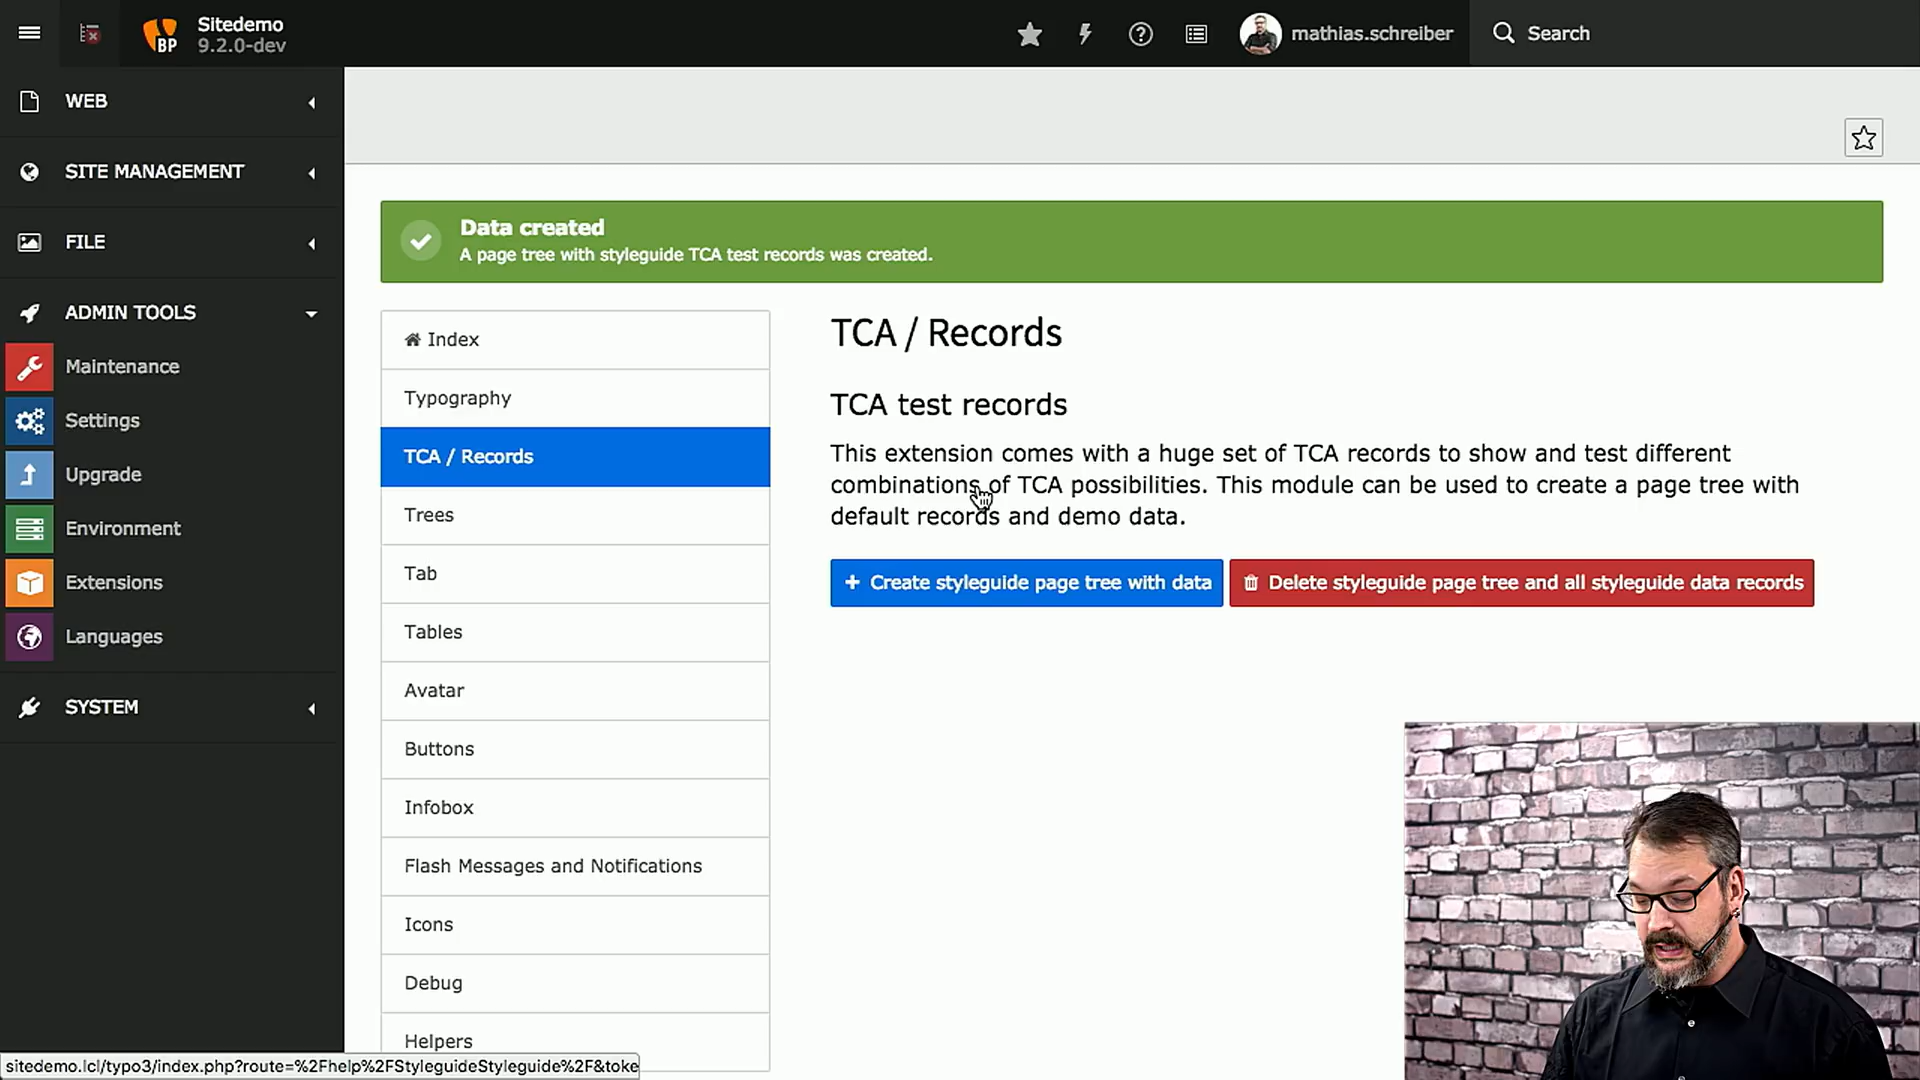 Sitedemo
9.2.0-dev
BP
mathias.schreiber
Search
WEB
SITE MANAGEMENT
FILE
ADMIN TOOLS
Maintenance
Settings
Upgrade
Environment
Extensions
Languages
SYSTEM
Data created
A page tree with styleguide TCA test records was created.
Index
Typography
TCA / Records
Trees
Tab
Tables
Avatar
Buttons
Infobox
Flash Messages and Notifications
Icons
Debug
Helpers
TCA / Records
TCA test records
This extension comes with a huge set of TCA records to show and test different
combinations of TCA possibilities. This module can be used to create a page tree with
default records and demo data.
+ Create styleguide page tree with data
Delete styleguide page tree and all styleguide data records
sitedemo.lcl/typo3/index.php?route=%2Fhelp%2FStyleguideStyleguide%2F&toke